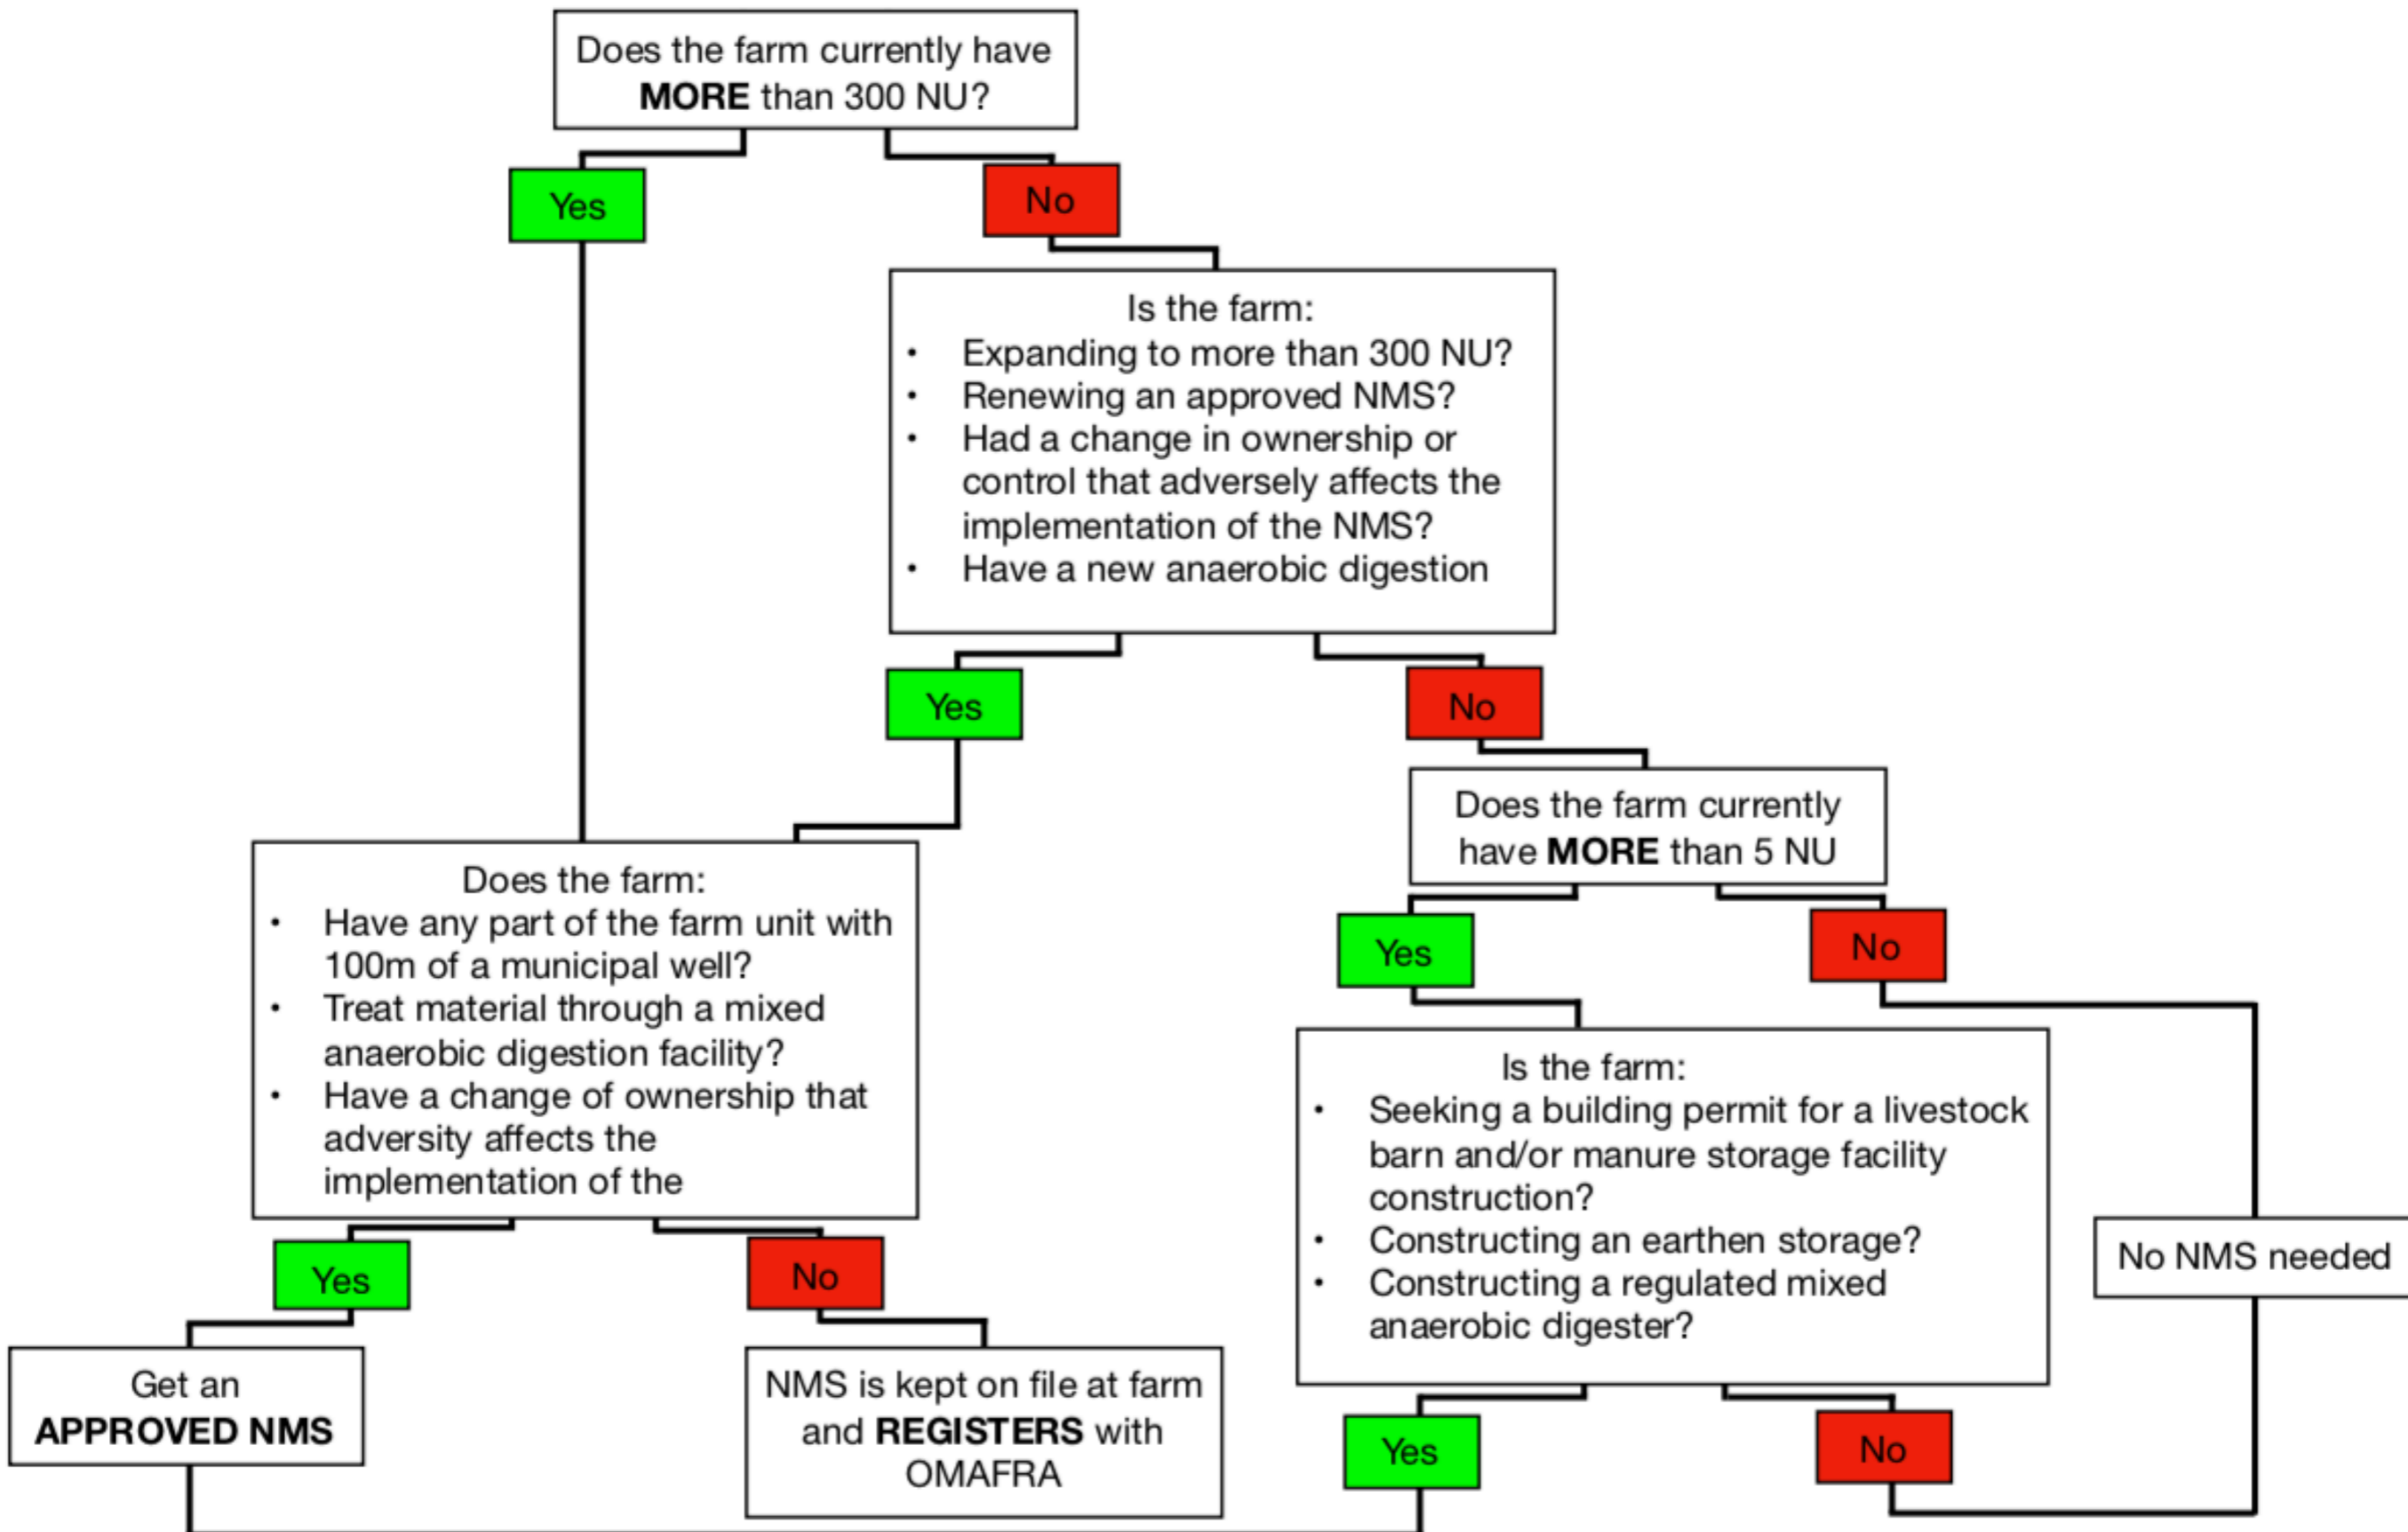 Does the farm currently have
MORE than 300 NU?
Yes
No
Is the farm:
• Expanding to more than 300 NU?
• Renewing an approved NMS?
• Had a change in ownership or
control that adversely affects the
implementation of the NMS?
• Have a new anaerobic digestion
Yes
No
Does the farm currently
have MORE than 5 NU
Does the farm:
• Have any part of the farm unit with
100m of a municipal well?
• Treat material through a mixed
anaerobic digestion facility?
• Have a change of ownership that
adversity affects the
implementation of the
Yes
No
Is the farm:
• Seeking a building permit for a livestock
barn and/or manure storage facility
construction?
• Constructing an earthen storage?
• Constructing a regulated mixed
anaerobic digester?
No NMS needed
Yes
No
Get an
APPROVED NMS
NMS is kept on file at farm
and REGISTERS with
OMAFRA
Yes
No